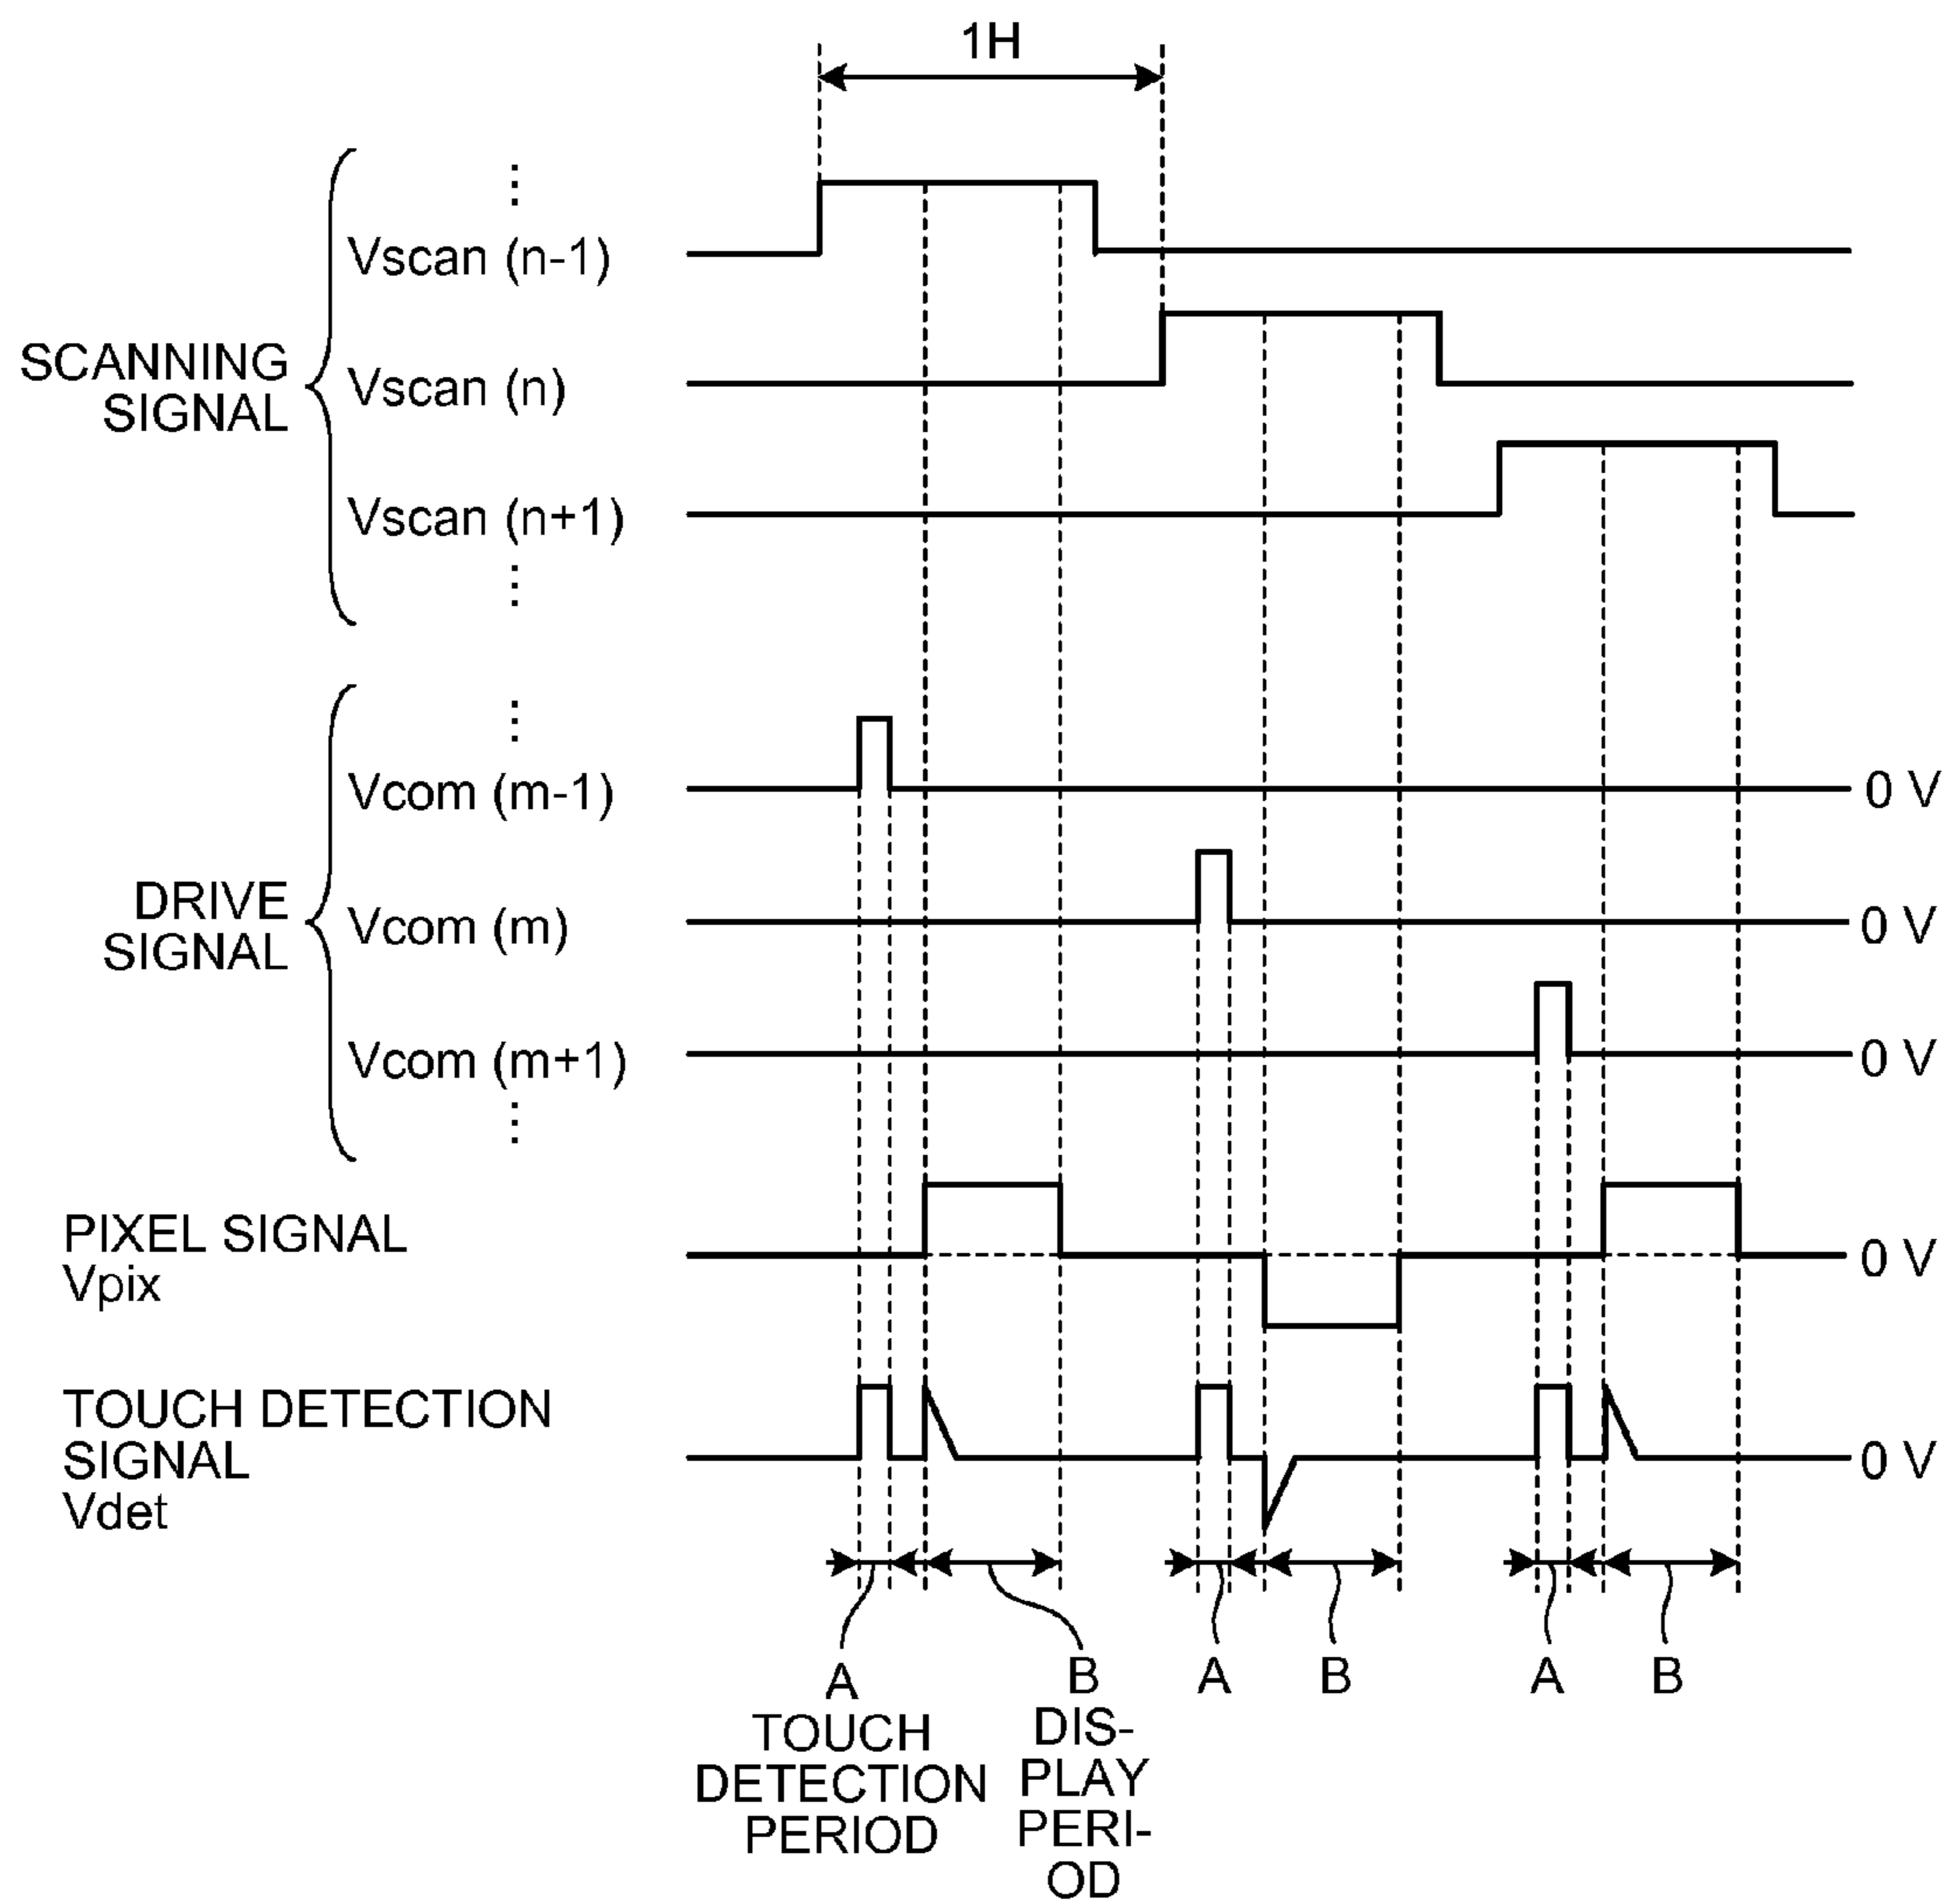 1H
⋮
Vscan (n-1)
SCANNING
SIGNAL
Vscan (n)
Vscan (n+1)
⋮
⋮
Vcom (m-1)
0 V
DRIVE
SIGNAL
Vcom (m)
0 V
Vcom (m+1)
0 V
⋮
PIXEL SIGNAL
Vpix
0 V
TOUCH DETECTION
SIGNAL
Vdet
0 V
A
TOUCH
DETECTION
PERIOD
B
DIS-
PLAY
PERI-
OD
A
B
A
B